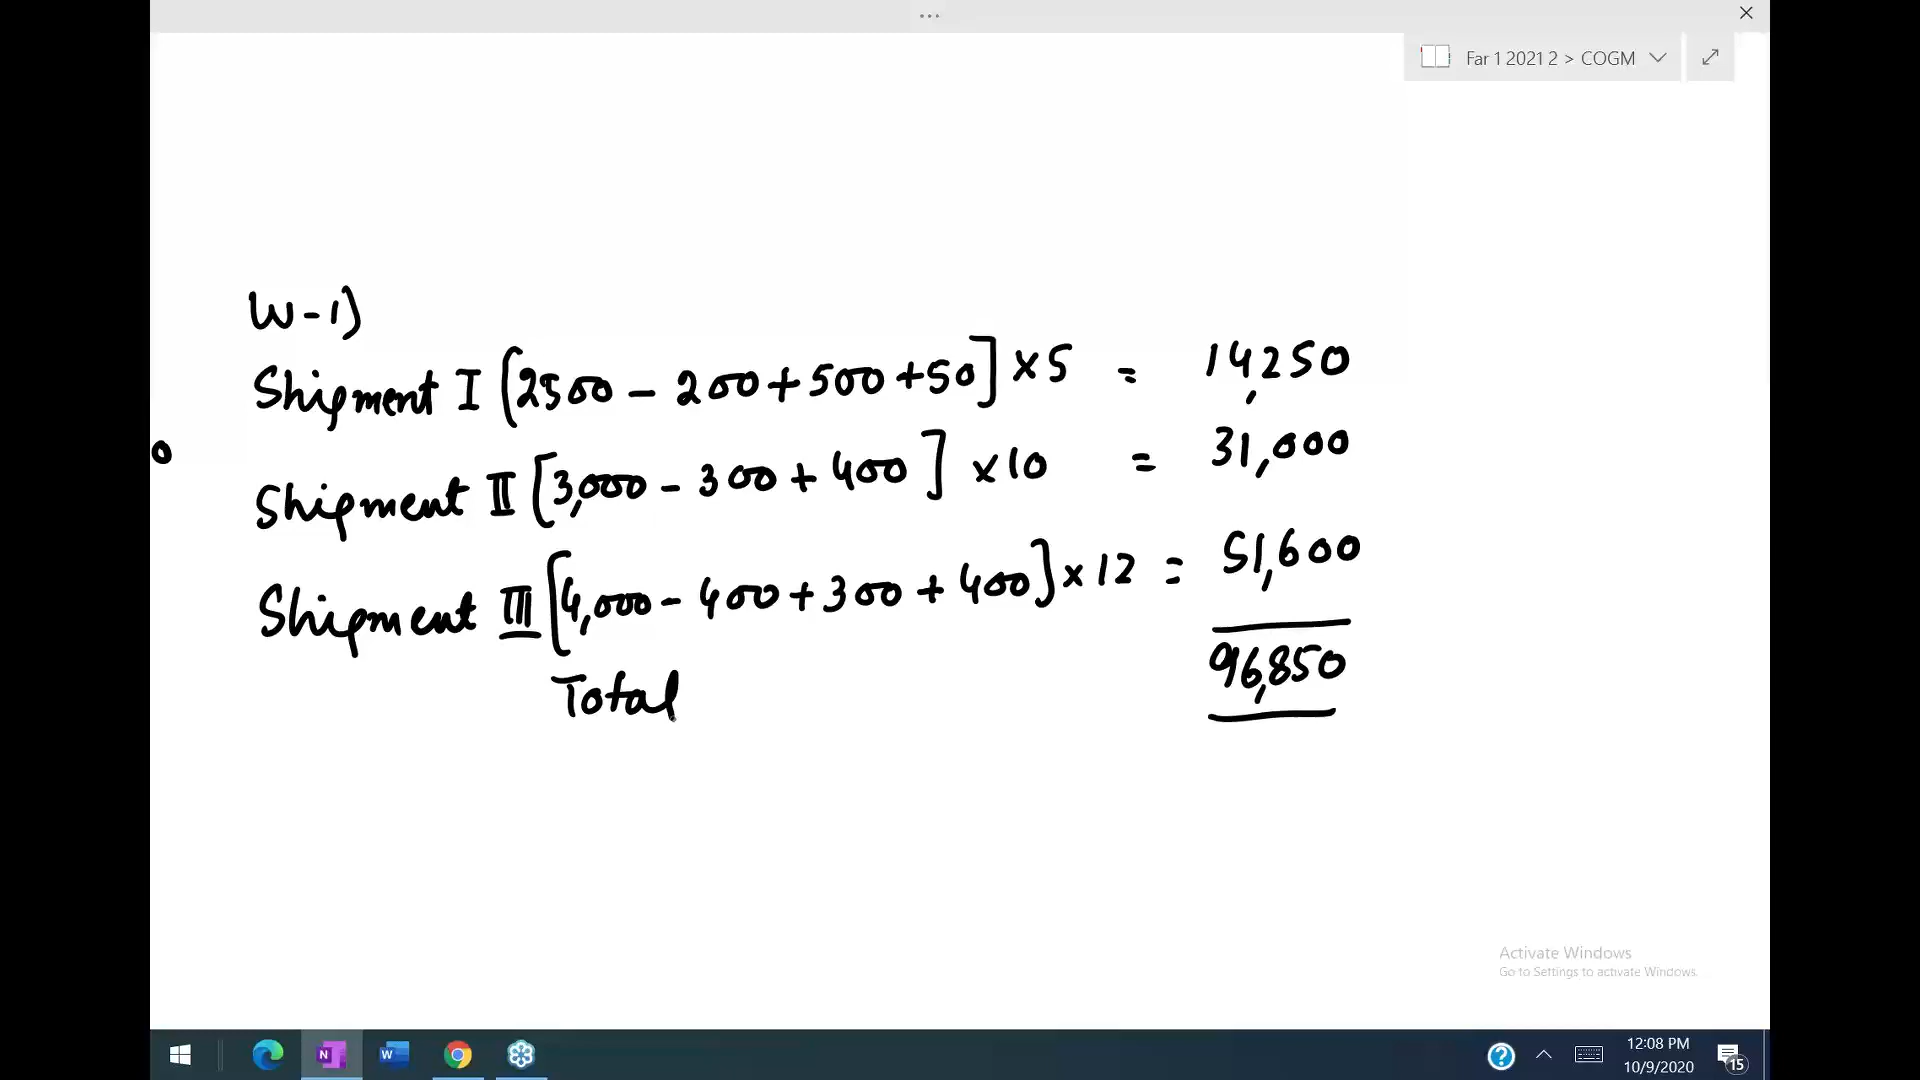 Far 1 2021 2 > COGM
W-1)
Shipment I [2500 - 200 + 500 + 50] x 5 = 14,250
0
Shipment II [3,000 - 300 + 400] x 10 = 31,000
Shipment III [4,000 - 400 + 300 + 400] x 12 = 51,600
Total 96,850
Activate Windows
Go to Settings to activate Windows.
12:08 PM
10/9/2020
15